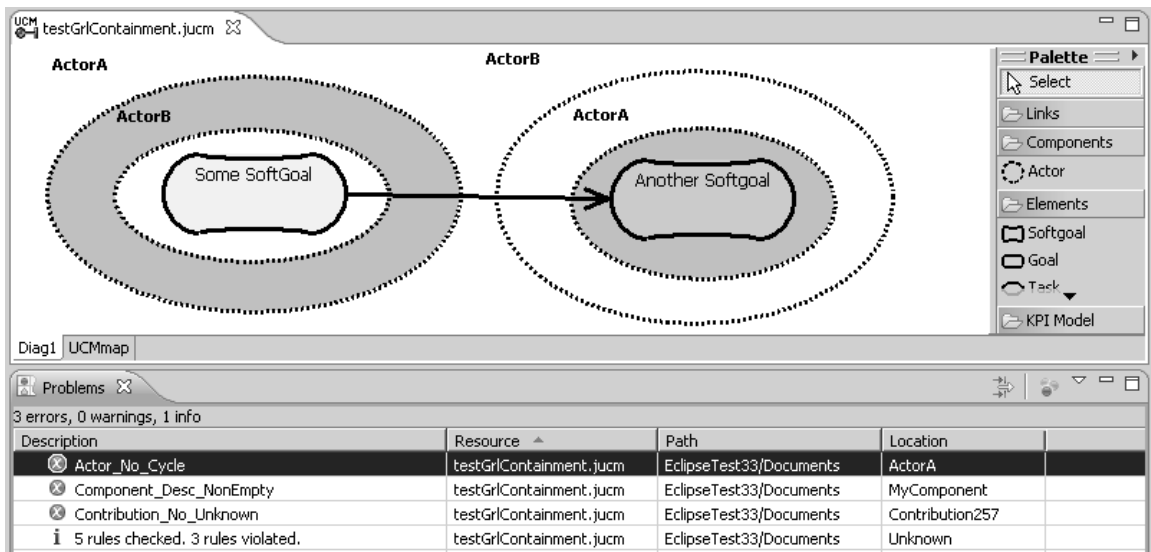 UCM testGrlContainment.jucm
ActorA
ActorB
ActorB
ActorA
Some SoftGoal
Another Softgoal
Palette
Select
Links
Components
Actor
Elements
Softgoal
Goal
Task
KPI Model
Diag1 UCMmap
Problems
3 errors, 0 warnings, 1 info
Description Resource Path Location
Actor_No_Cycle testGrlContainment.jucm EclipseTest33/Documents ActorA
Component_Desc_NonEmpty testGrlContainment.jucm EclipseTest33/Documents MyComponent
Contribution_No_Unknown testGrlContainment.jucm EclipseTest33/Documents Contribution257
i 5 rules checked. 3 rules violated. testGrlContainment.jucm EclipseTest33/Documents Unknown